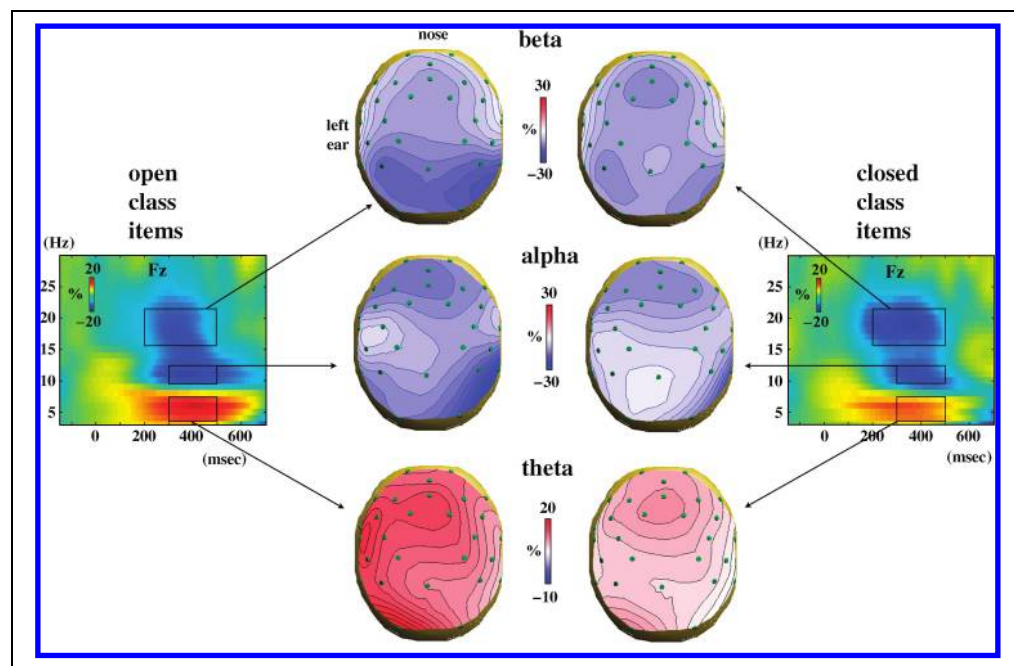 nose
beta
30
%
−30
left
ear
open
class
items
(Hz)
20
%
−20
Fz
25
20
15
10
5
0
200
400
600
(msec)
alpha
30
%
−30
closed
class
items
(Hz)
20
%
−20
Fz
25
20
15
10
5
0
200
400
600
(msec)
theta
20
%
−10